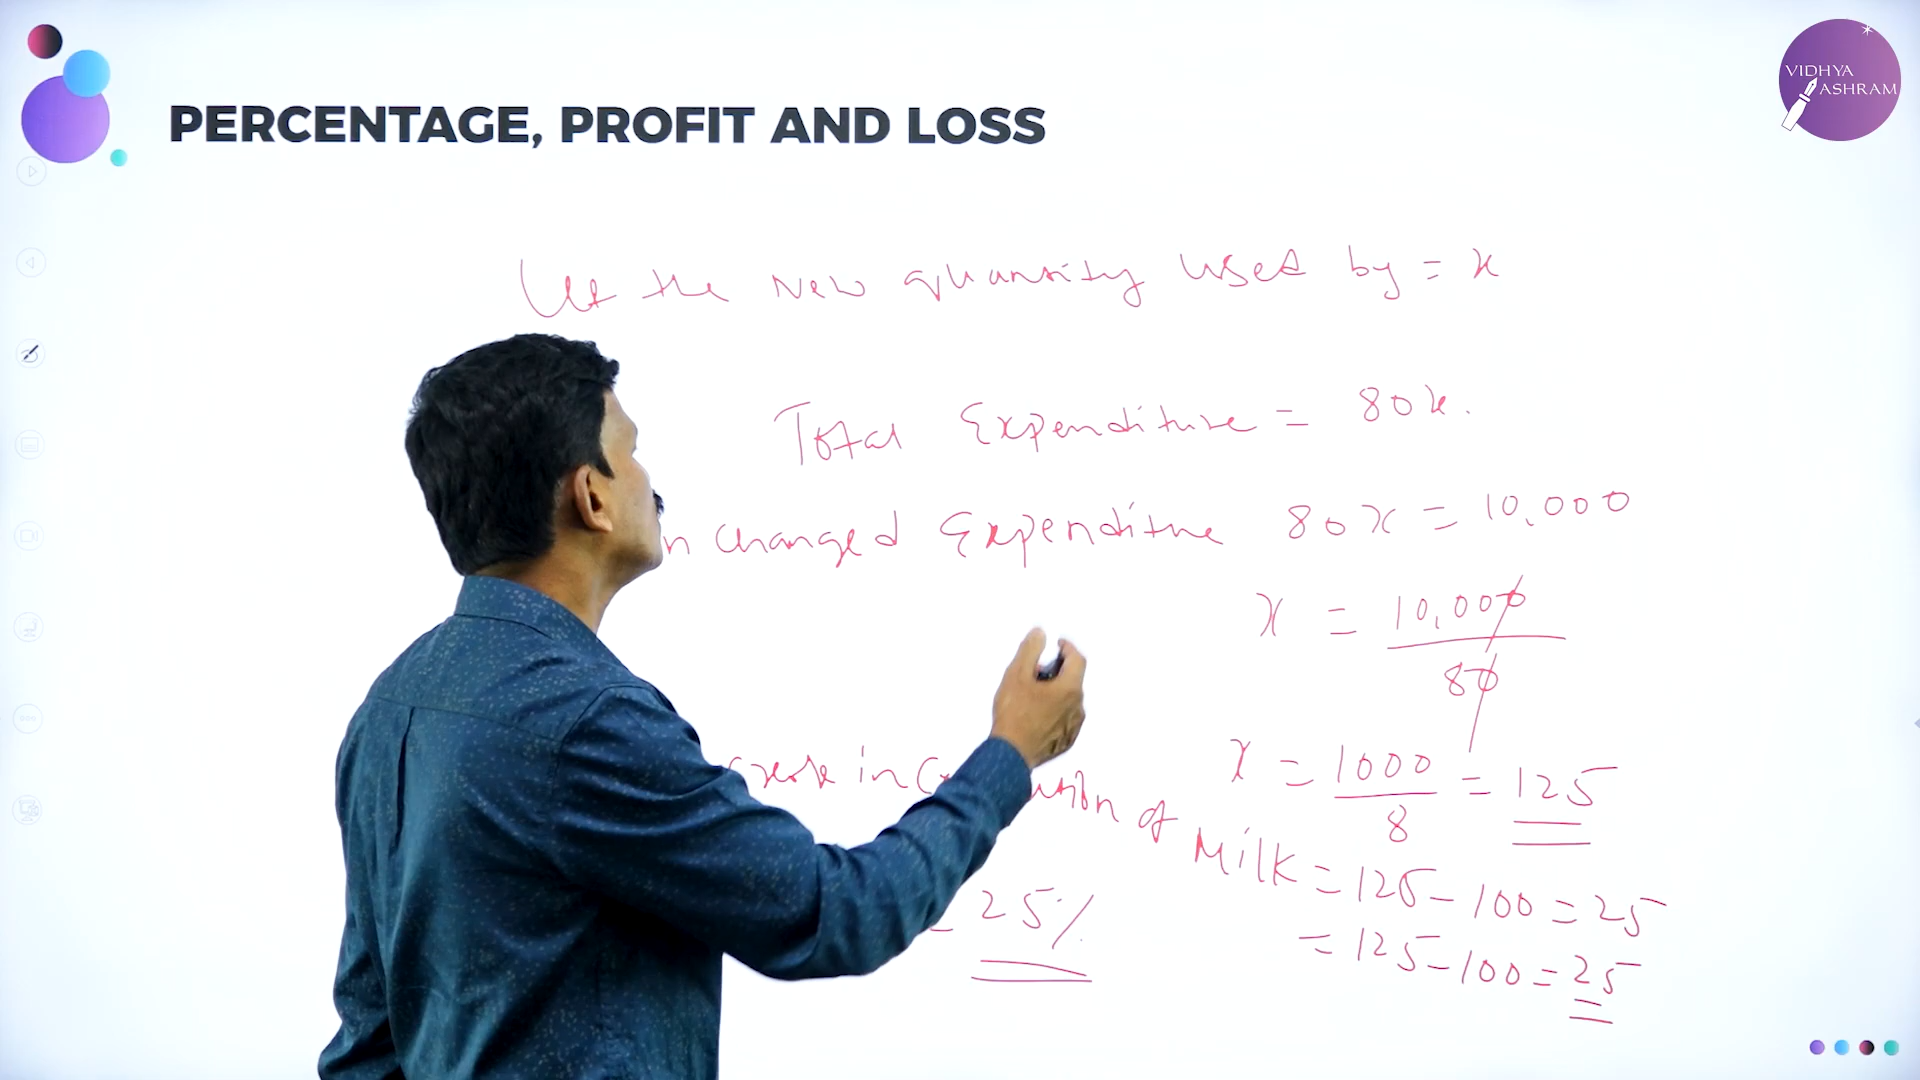 VIDHYA
ASHRAM
PERCENTAGE, PROFIT AND LOSS
Let the New quantity used by = x
Total Expenditure = 80x.
n changed Expenditure 80x = 10,000
x = 10,000 / 80
x = 1000 / 8 = 125
in of Milk = 125 - 100 = 25
= 25%
= 125 - 100 = 25